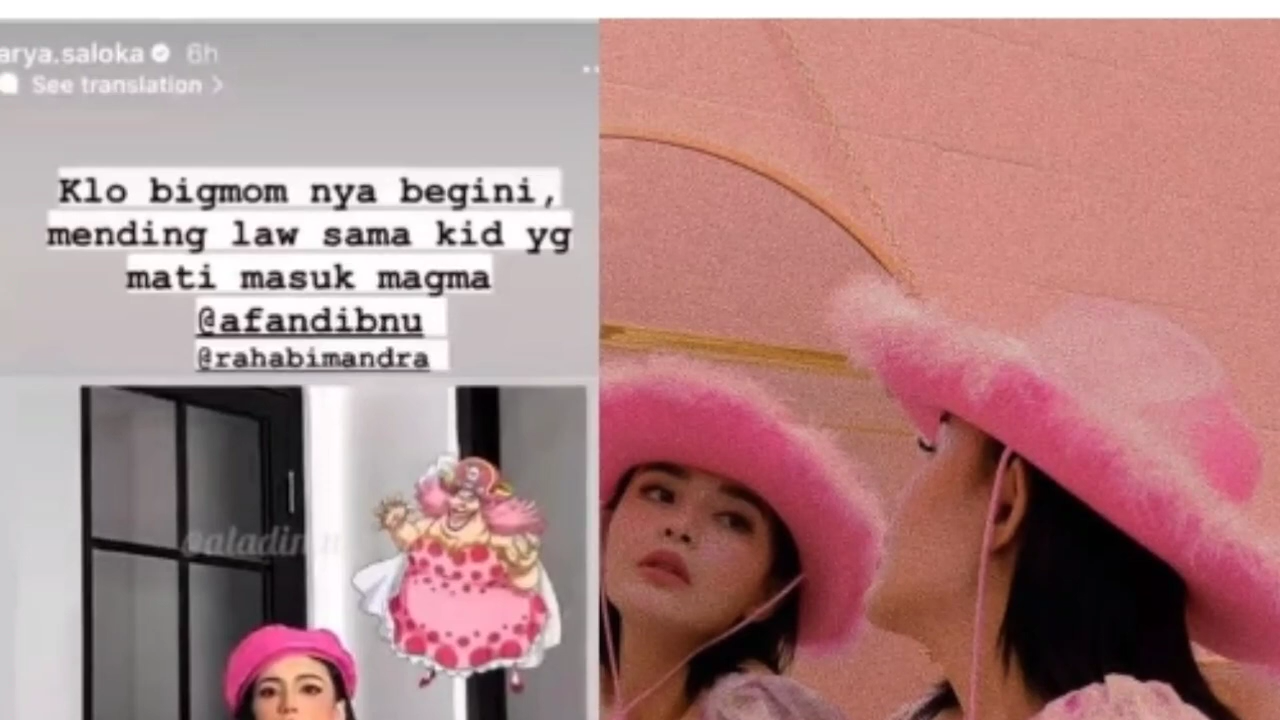 arya.saloka 6h
See translation >
Klo bigmom nya begini,
mending law sama kid yg
mati masuk magma
@afandibnu
@rahabimandra